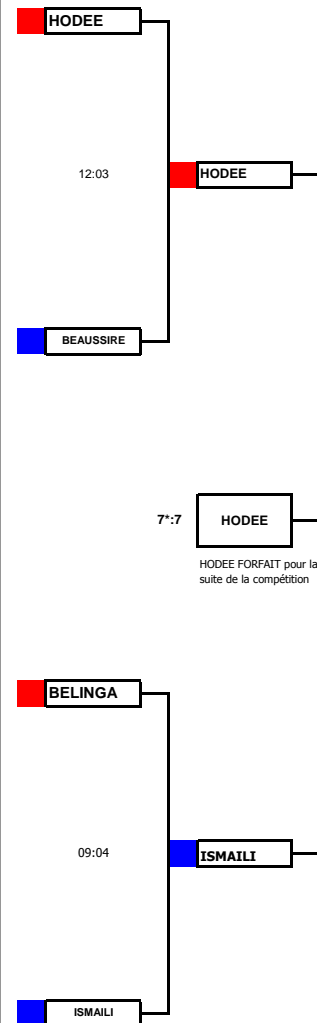 HODEE
12:03
HODEE
BEAUSSIRE
7*:7
HODEE
HODEE FORFAIT pour la
suite de la compétition
BELINGA
09:04
ISMAILI
ISMAILI